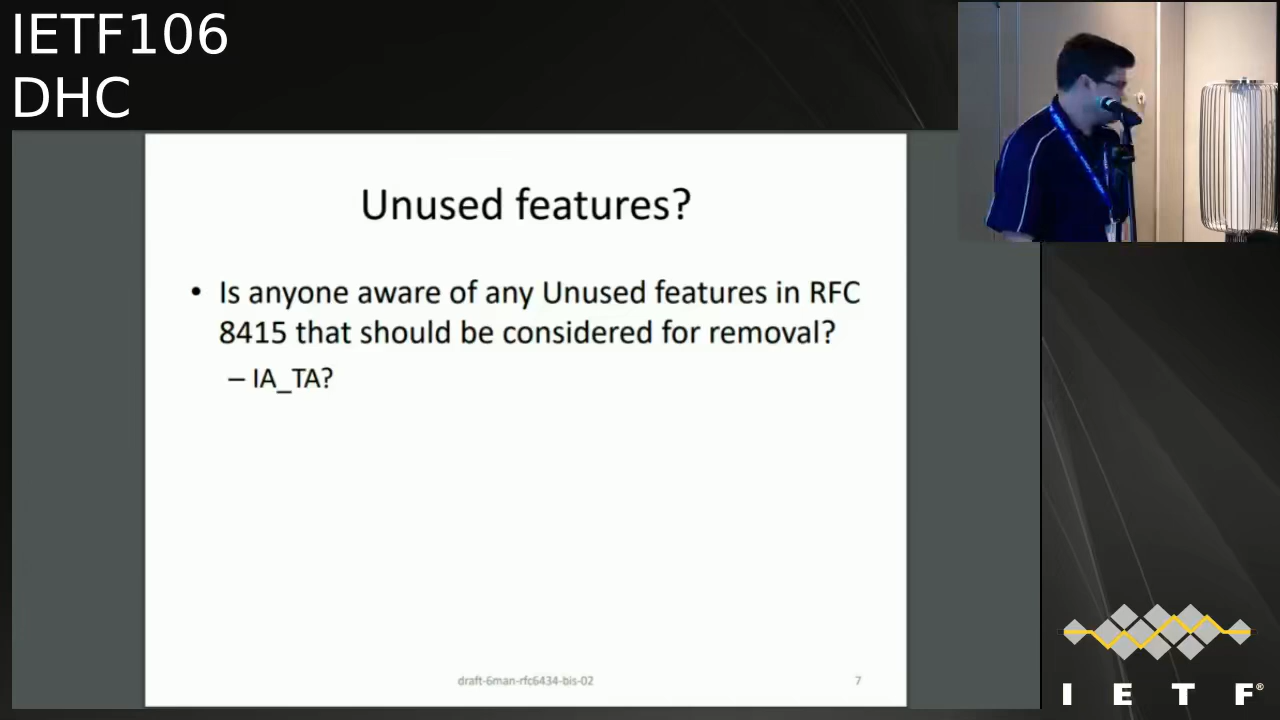 IETF106
DHC
Unused features?
• Is anyone aware of any Unused features in RFC
8415 that should be considered for removal?
– IA_TA?
draft-6man-rfc6434-bis-02
7
I E T F®